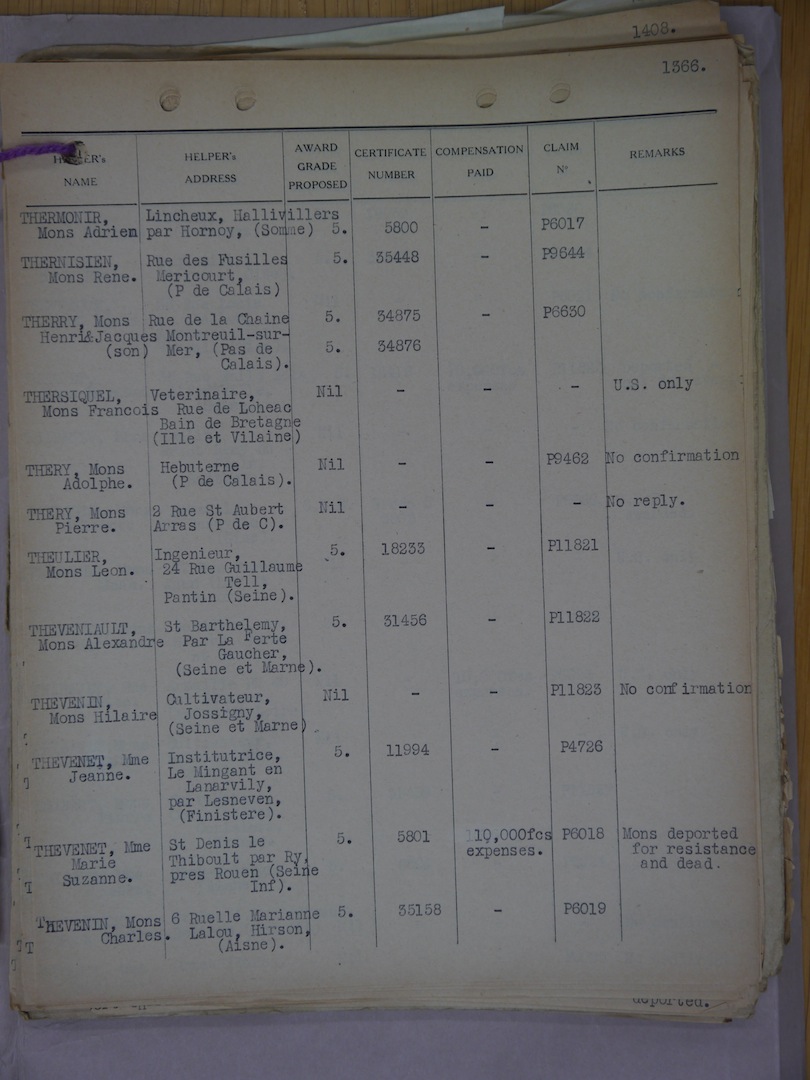 1408.
1366.
HELPER's NAME	HELPER's ADDRESS	AWARD GRADE PROPOSED	CERTIFICATE NUMBER	COMPENSATION PAID	CLAIM Nº	REMARKS
THERMONIR,	Lincheux, Hallivillers
Mons Adrien	par Hornoy, (Somme)	5.	5800	-	P6017
THERNISIEN,	Rue des Fusilles	5.	35448	-	P9644
Mons Rene.	Mericourt,
(P de Calais)
THERRY, Mons	Rue de la Chaine	5.	34875	-	P6630
Henri&Jacques	Montreuil-sur-
(son)	Mer, (Pas de	5.	34876
Calais).
THERSIQUEL,	Veterinaire,	Nil	-	-	-	U.S. only
Mons Francois	Rue de Loheac
Bain de Bretagne
(Ille et Vilaine)
THERY, Mons	Hebuterne	Nil	-	-	P9462	No confirmation
Adolphe.	(P de Calais).
THERY, Mons	2 Rue St Aubert	Nil	-	-	-	No reply.
Pierre.	Arras (P de C).
THEULIER,	Ingenieur,	5.	18233	-	P11821
Mons Leon.	24 Rue Guillaume
Tell,
Pantin (Seine).
THEVENIAULT,	St Barthelemy,	5.	31456	-	P11822
Mons Alexandre	Par La Ferte
Gaucher,
(Seine et Marne).
THEVENIN,	Cultivateur,	Nil	-	-	P11823	No confirmation
Mons Hilaire	Jossigny,
(Seine et Marne)
THEVENET, Mme	Institutrice,	5.	11994	-	P4726
Jeanne.	Le Mingant en
Lanarvily,
par Lesneven,
(Finistere).
THEVENET, Mme	St Denis le	5.	5801	10,000fcs	P6018	Mons deported
Marie	Thiboult par Ry,	expenses.	for resistance
Suzanne.	pres Rouen (Seine	and dead.
Inf).
THEVENIN, Mons	6 Ruelle Marianne	5.	35158	-	P6019
Charles.	Lalou, Hirson,
(Aisne).
deported.